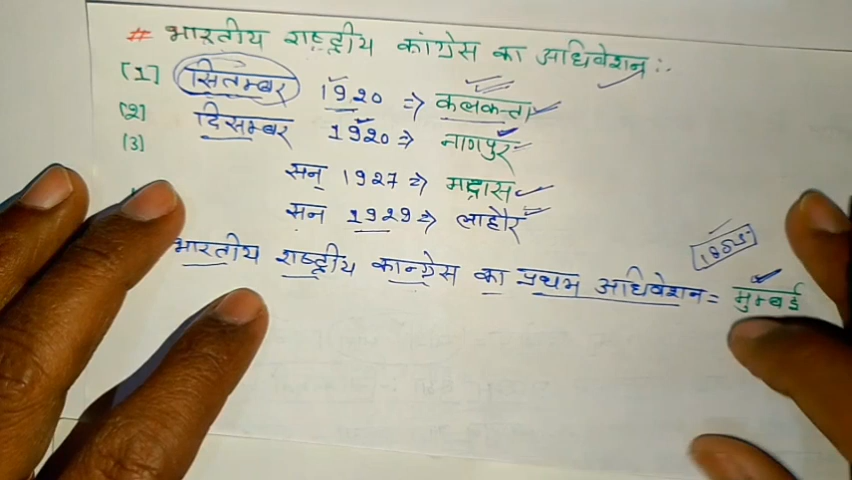 # भारतीय राष्ट्रीय कांग्रेस का अधिवेशन :-
(1) सितम्बर 1920 => कलकत्ता
(2) दिसम्बर 1920 => नागपुर
(3) सन् 1927 => मद्रास
सन 1929 => लाहौर
भारतीय राष्ट्रीय कान्ग्रेस का प्रथम अधिवेशन = मुम्बई